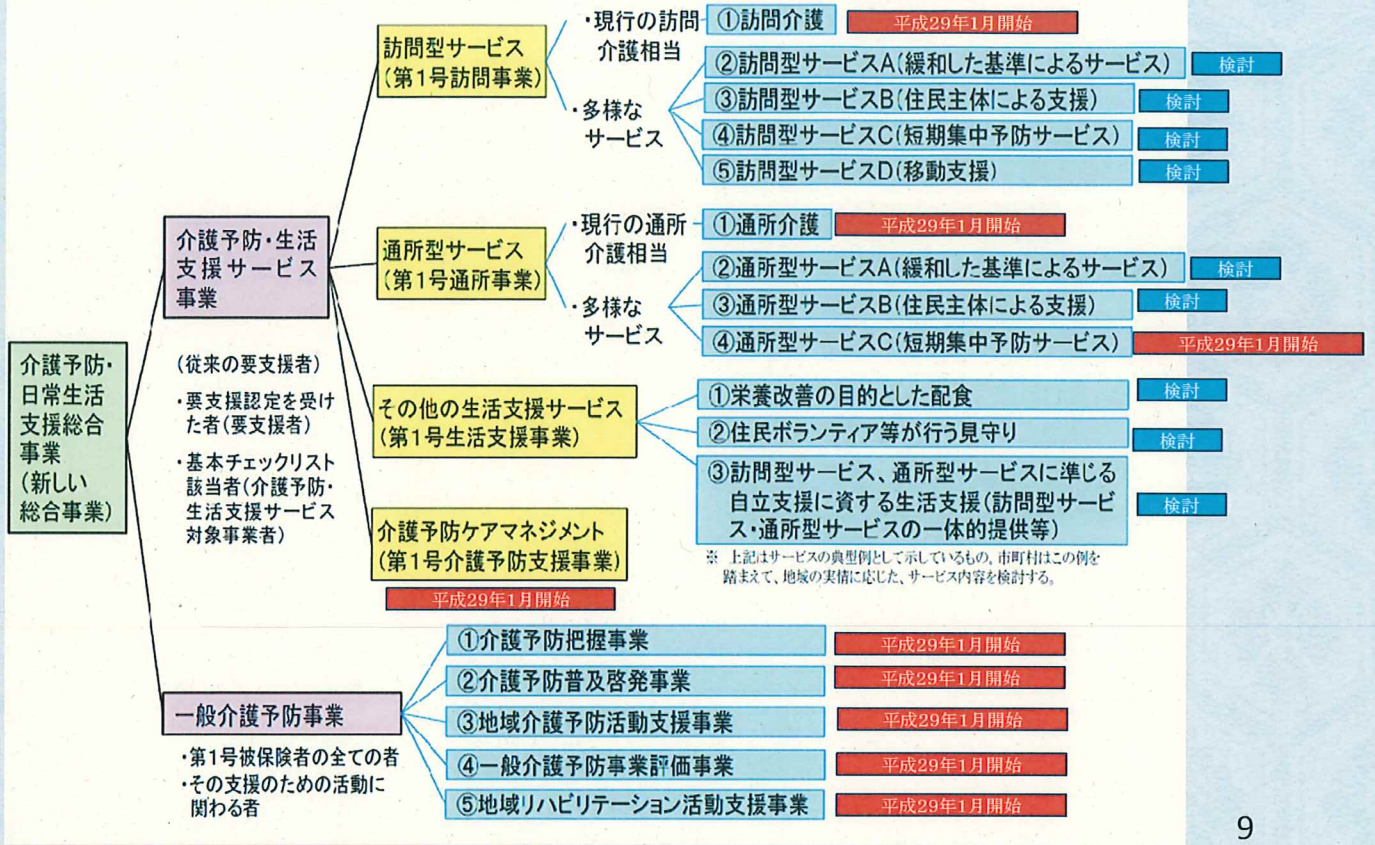 介護予防・
日常生活
支援総合
事業
(新しい
総合事業)
介護予防・生活
支援サービス
事業
(従来の要支援者)
・要支援認定を受け
た者(要支援者)
・基本チェックリスト
該当者(介護予防・
生活支援サービス
対象事業者)
訪問型サービス
(第1号訪問事業)
・現行の訪問
介護相当
①訪問介護
平成29年1月開始
・多様な
サービス
②訪問型サービスA(緩和した基準によるサービス)
検討
③訪問型サービスB(住民主体による支援)
検討
④訪問型サービスC(短期集中予防サービス)
検討
⑤訪問型サービスD(移動支援)
検討
通所型サービス
(第1号通所事業)
・現行の通所
介護相当
①通所介護
平成29年1月開始
・多様な
サービス
②通所型サービスA(緩和した基準によるサービス)
検討
③通所型サービスB(住民主体による支援)
検討
④通所型サービスC(短期集中予防サービス)
平成29年1月開始
その他の生活支援サービス
(第1号生活支援事業)
①栄養改善の目的とした配食
検討
②住民ボランティア等が行う見守り
検討
③訪問型サービス、通所型サービスに準じる
自立支援に資する生活支援(訪問型サービ
ス・通所型サービスの一体的提供等)
検討
※ 上記はサービスの典型例として示しているもの。市町村はこの例を
踏まえて、地域の実情に応じた、サービス内容を検討する。
介護予防ケアマネジメント
(第1号介護予防支援事業)
平成29年1月開始
一般介護予防事業
・第1号被保険者の全ての者
・その支援のための活動に
関わる者
①介護予防把握事業
平成29年1月開始
②介護予防普及啓発事業
平成29年1月開始
③地域介護予防活動支援事業
平成29年1月開始
④一般介護予防事業評価事業
平成29年1月開始
⑤地域リハビリテーション活動支援事業
平成29年1月開始
9